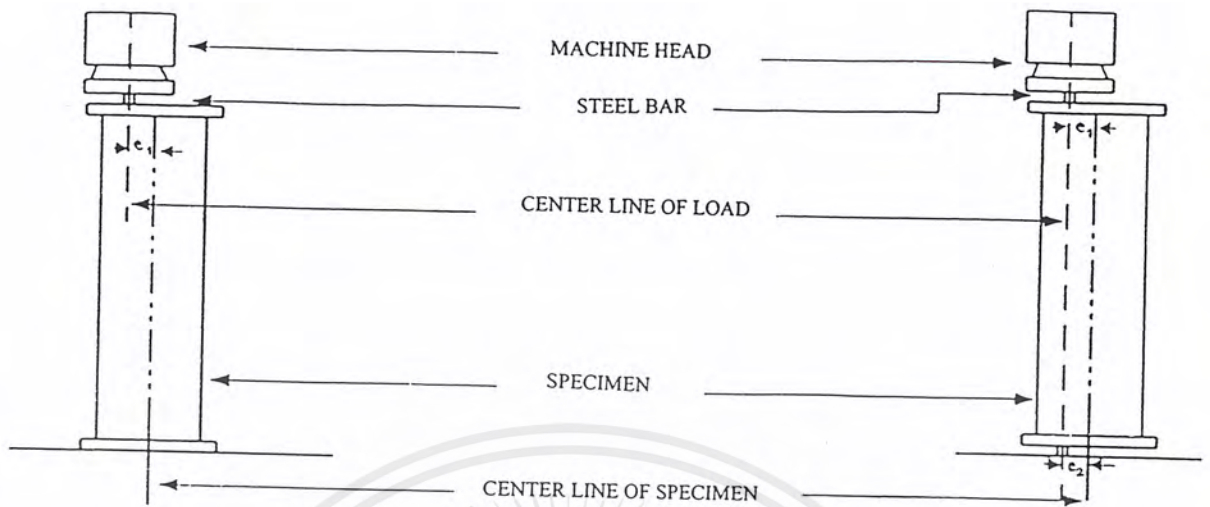 MACHINE HEAD
STEEL BAR
e₁
e₁
CENTER LINE OF LOAD
SPECIMEN
e₂
CENTER LINE OF SPECIMEN